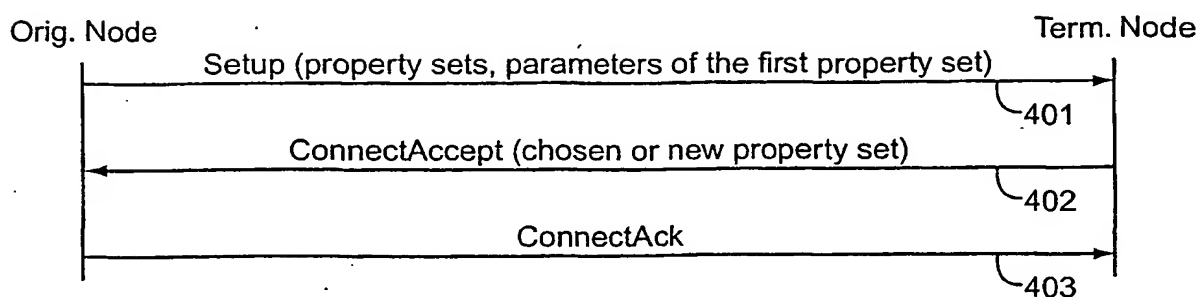 Orig. Node
Term. Node
Setup (property sets, parameters of the first property set)
401
ConnectAccept (chosen or new property set)
402
ConnectAck
403